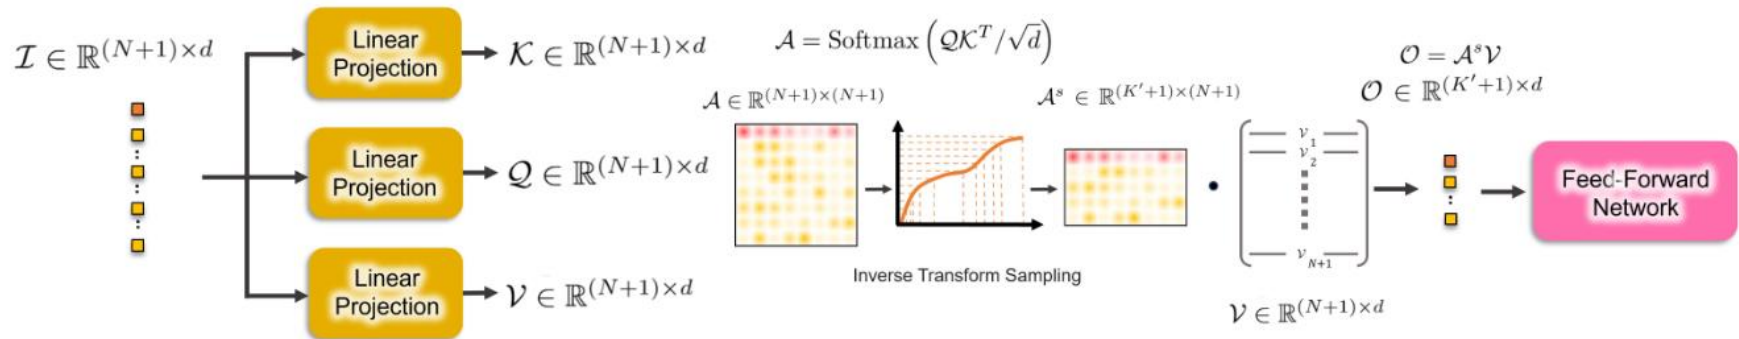 I ∈ ℝ^{(N+1)×d}
Linear
Projection
K ∈ ℝ^{(N+1)×d}
Linear
Projection
Q ∈ ℝ^{(N+1)×d}
Linear
Projection
V ∈ ℝ^{(N+1)×d}
A = Softmax (QK^T/√d)
A ∈ ℝ^{(N+1)×(N+1)}
Inverse Transform Sampling
A^s ∈ ℝ^{(K'+1)×(N+1)}
V_1
V_2
V_{N+1}
V ∈ ℝ^{(N+1)×d}
O = A^s V
O ∈ ℝ^{(K'+1)×d}
Feed-Forward
Network